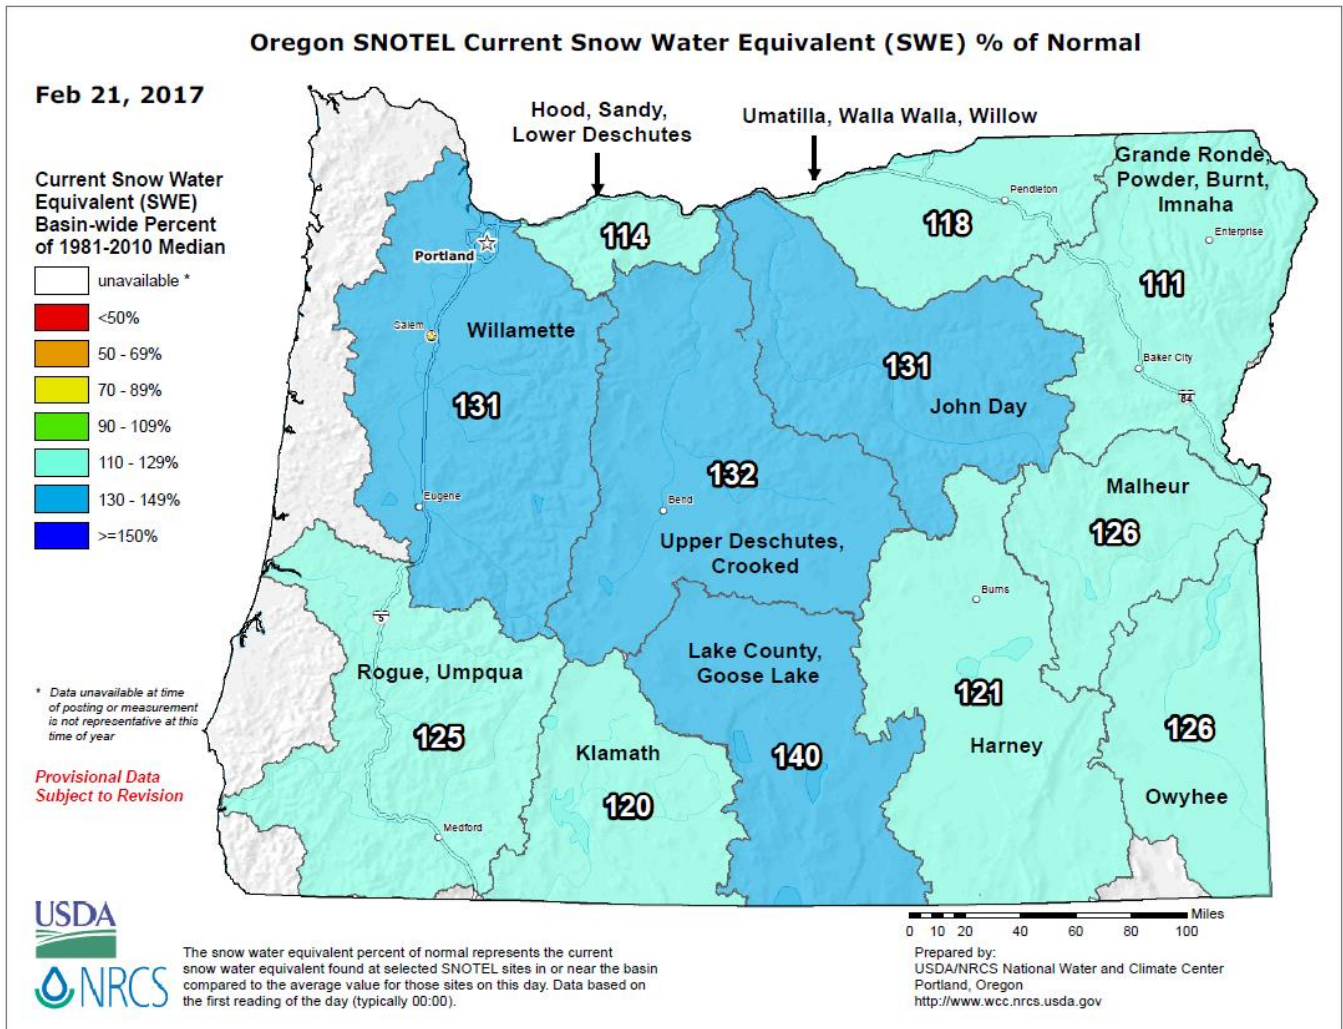 Oregon SNOTEL Current Snow Water Equivalent (SWE) % of Normal
Feb 21, 2017
Current Snow Water
Equivalent (SWE)
Basin-wide Percent
of 1981-2010 Median
unavailable *
<50%
50 - 69%
70 - 89%
90 - 109%
110 - 129%
130 - 149%
>=150%
* Data unavailable at time
of posting or measurement
is not representative at this
time of year
Provisional Data
Subject to Revision
Hood, Sandy,
Lower Deschutes
114
Umatilla, Walla Walla, Willow
118
Pendleton
Grande Ronde,
Powder, Burnt,
Imnaha
Enterprise
111
Baker City
84
Portland
Salem
Willamette
131
Eugene
131
John Day
132
Bend
Upper Deschutes,
Crooked
Malheur
126
Burns
5
Rogue, Umpqua
125
Medford
Klamath
120
Lake County,
Goose Lake
140
121
Harney
126
Owyhee
USDA
NRCS
The snow water equivalent percent of normal represents the current
snow water equivalent found at selected SNOTEL sites in or near the basin
compared to the average value for those sites on this day. Data based on
the first reading of the day (typically 00:00).
Miles
0 10 20 40 60 80 100
Prepared by:
USDA/NRCS National Water and Climate Center
Portland, Oregon
http://www.wcc.nrcs.usda.gov